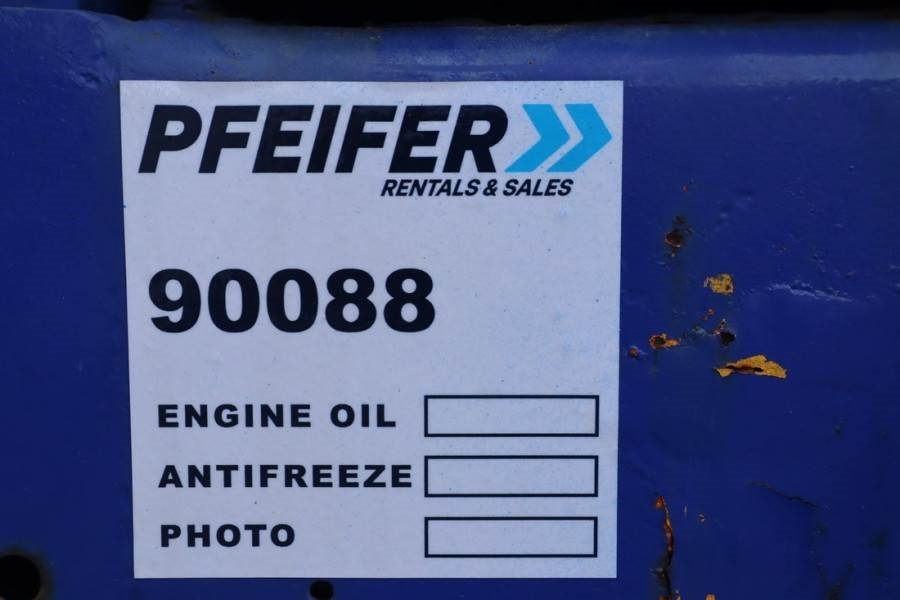 PFEIFER
RENTALS & SALES
90088
ENGINE OIL
ANTIFREEZE
PHOTO